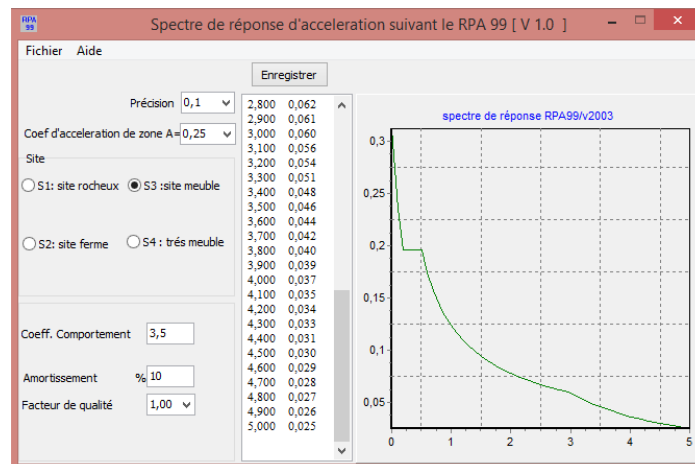 RPA 99
Spectre de réponse d'acceleration suivant le RPA 99 [ V 1.0 ]
Fichier Aide
Enregistrer
Précision 0,1
Coef d'acceleration de zone A= 0,25
Site
S1: site rocheux S3 :site meuble
S2: site ferme S4 : trés meuble
Coeff. Comportement 3,5
Amortissement % 10
Facteur de qualité 1,00
2,800 0,062
2,900 0,061
3,000 0,060
3,100 0,056
3,200 0,054
3,300 0,051
3,400 0,048
3,500 0,046
3,600 0,044
3,700 0,042
3,800 0,040
3,900 0,039
4,000 0,037
4,100 0,035
4,200 0,034
4,300 0,033
4,400 0,031
4,500 0,030
4,600 0,029
4,700 0,028
4,800 0,027
4,900 0,026
5,000 0,025
spectre de réponse RPA99/v2003
0,3
0,25
0,2
0,15
0,1
0,05
0 1 2 3 4 5